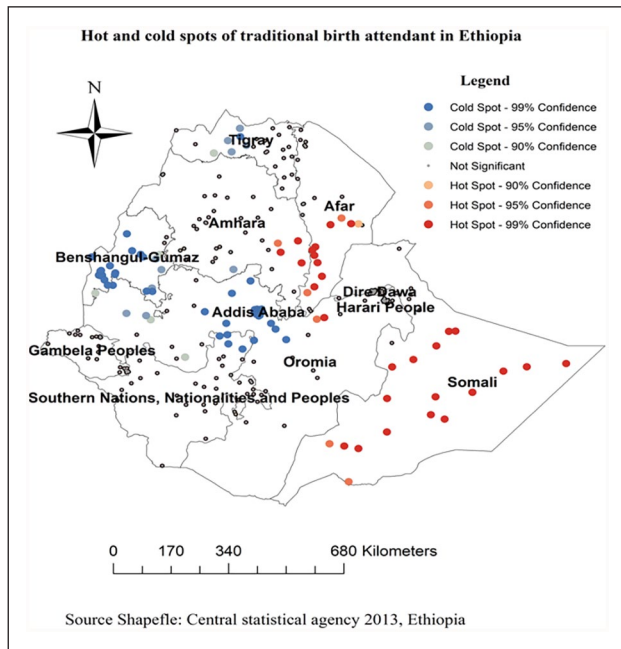 Hot and cold spots of traditional birth attendant in Ethiopia
N
Legend
Cold Spot - 99% Confidence
Cold Spot - 95% Confidence
Cold Spot - 90% Confidence
Not Significant
Hot Spot - 90% Confidence
Hot Spot - 95% Confidence
Hot Spot - 99% Confidence
Tigray
Afar
Amhara
Benshangul-Gumaz
Dire Dawa
Addis Ababa
Harari People
Gambela Peoples
Oromia
Somali
Southern Nations, Nationalities and Peoples
0 170 340 680 Kilometers
Source Shapefle: Central statistical agency 2013, Ethiopia